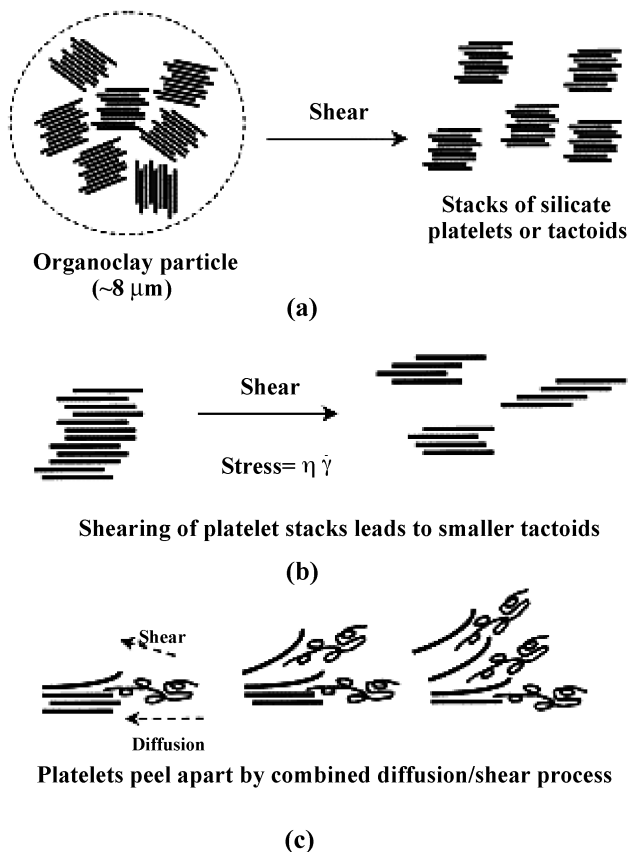 Shear
Stacks of silicate
platelets or tactoids
Organoclay particle
(~8 μm)
(a)
Shear
Stress= η γ̇
Shearing of platelet stacks leads to smaller tactoids
(b)
Shear
Diffusion
Platelets peel apart by combined diffusion/shear process
(c)